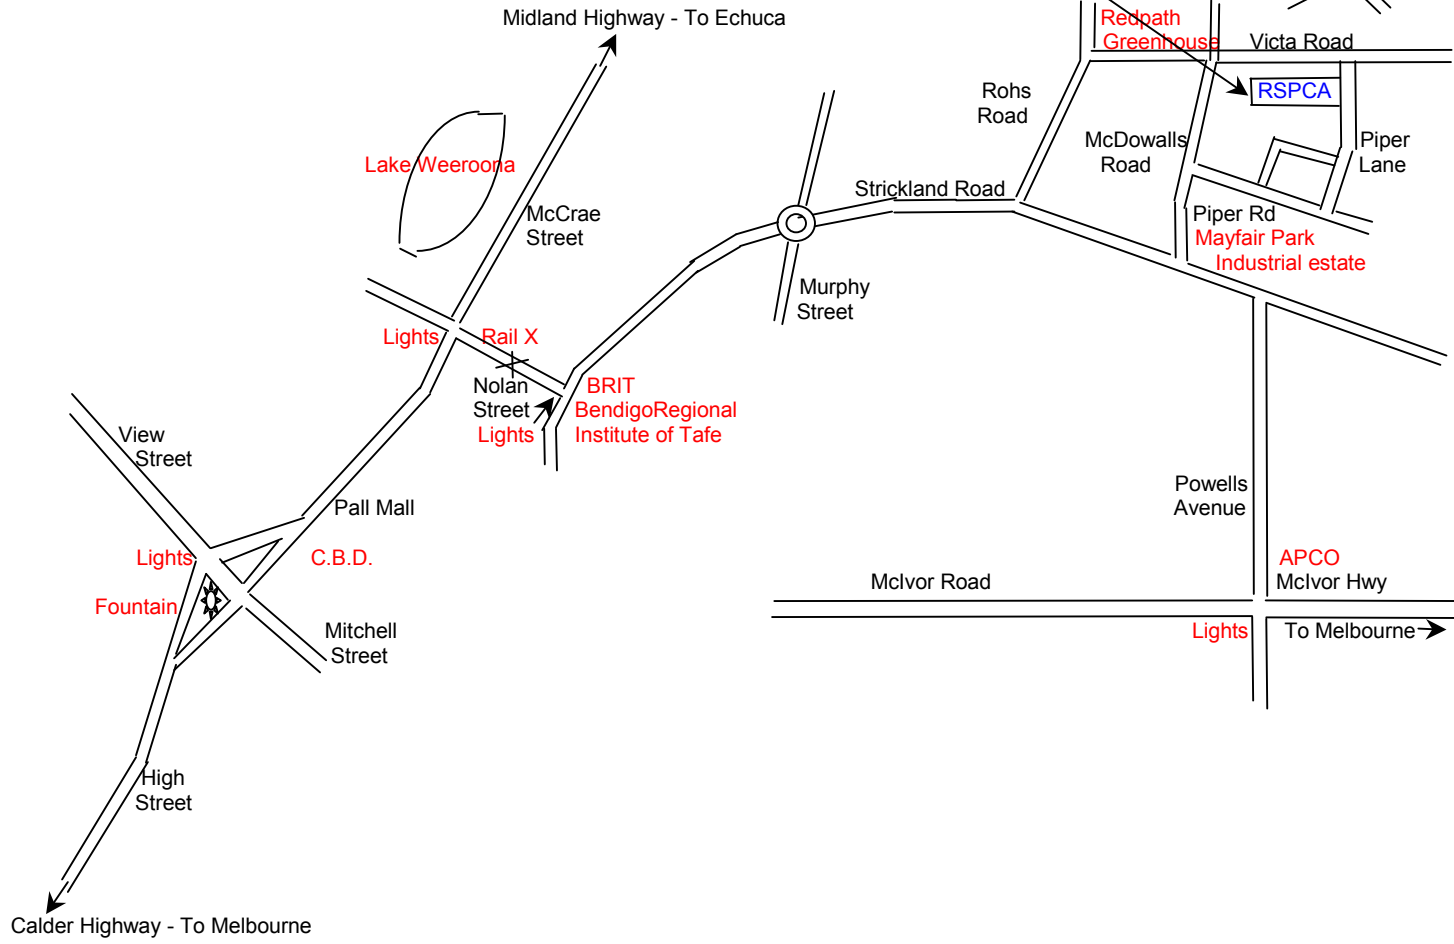 Midland Highway - To Echuca
Redpath
Greenhouse
Victa Road
RSPCA
Rohs
Road
McDowalls
Road
Piper
Lane
Lake Weeroona
Strickland Road
McCrae
Street
Piper Rd
Mayfair Park
Industrial estate
Murphy
Street
Lights
Rail X
Nolan
Street
Lights
BRIT
BendigoRegional
Institute of Tafe
View
Street
Pall Mall
Powells
Avenue
Lights
C.B.D.
APCO
McIvor Road
McIvor Hwy
Fountain
Mitchell
Street
Lights
To Melbourne
High
Street
Calder Highway - To Melbourne